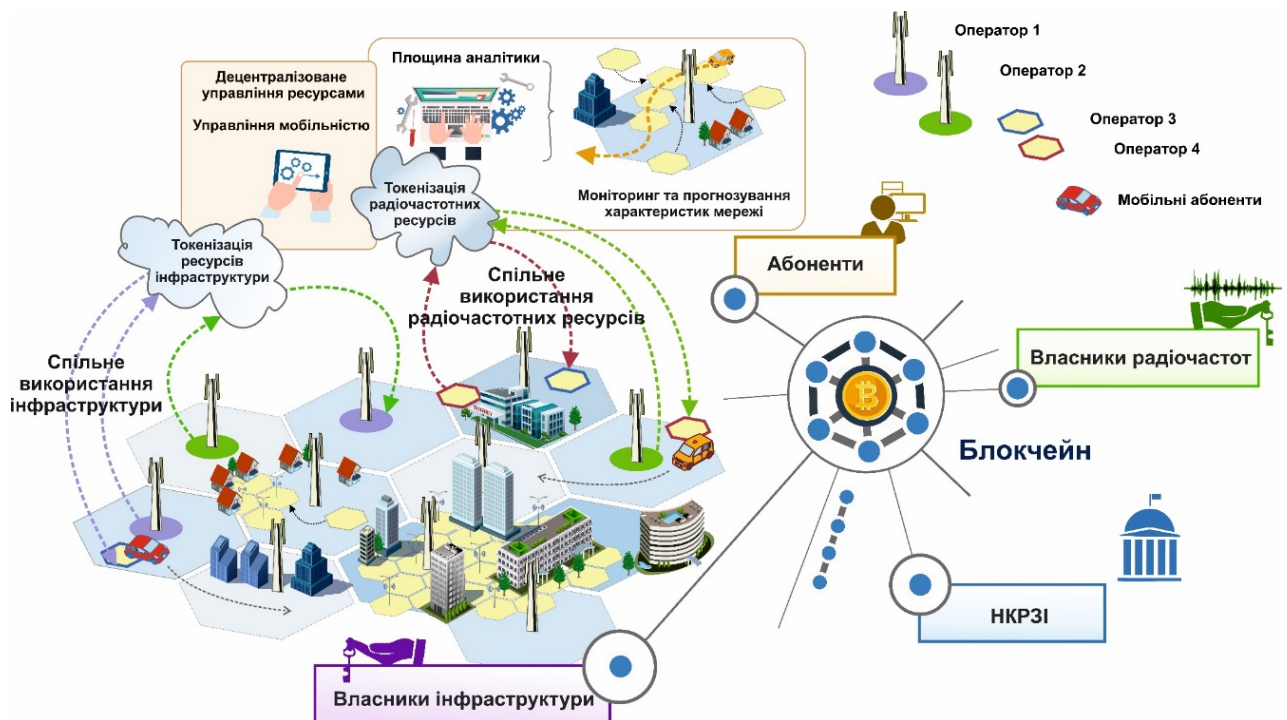 Децентралізоване
управління ресурсами
Управління мобільністю
Площина аналітики
Моніторинг та прогнозування
характеристик мережі
Оператор 1
Оператор 2
Оператор 3
Оператор 4
Мобільні абоненти
Токенізація
радіочастотних
ресурсів
Токенізація
ресурсів
інфраструктури
Спільне
використання
радіочастотних ресурсів
Спільне
використання
інфраструктури
Абоненти
Власники радіочастот
Блокчейн
НКРЗІ
Власники інфраструктури